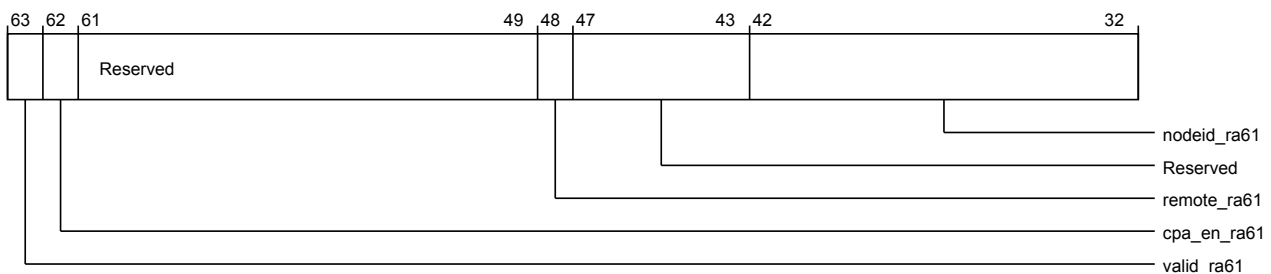 63 62 61 49 48 47 43 42 32
Reserved
nodeid_ra61
Reserved
remote_ra61
cpa_en_ra61
valid_ra61